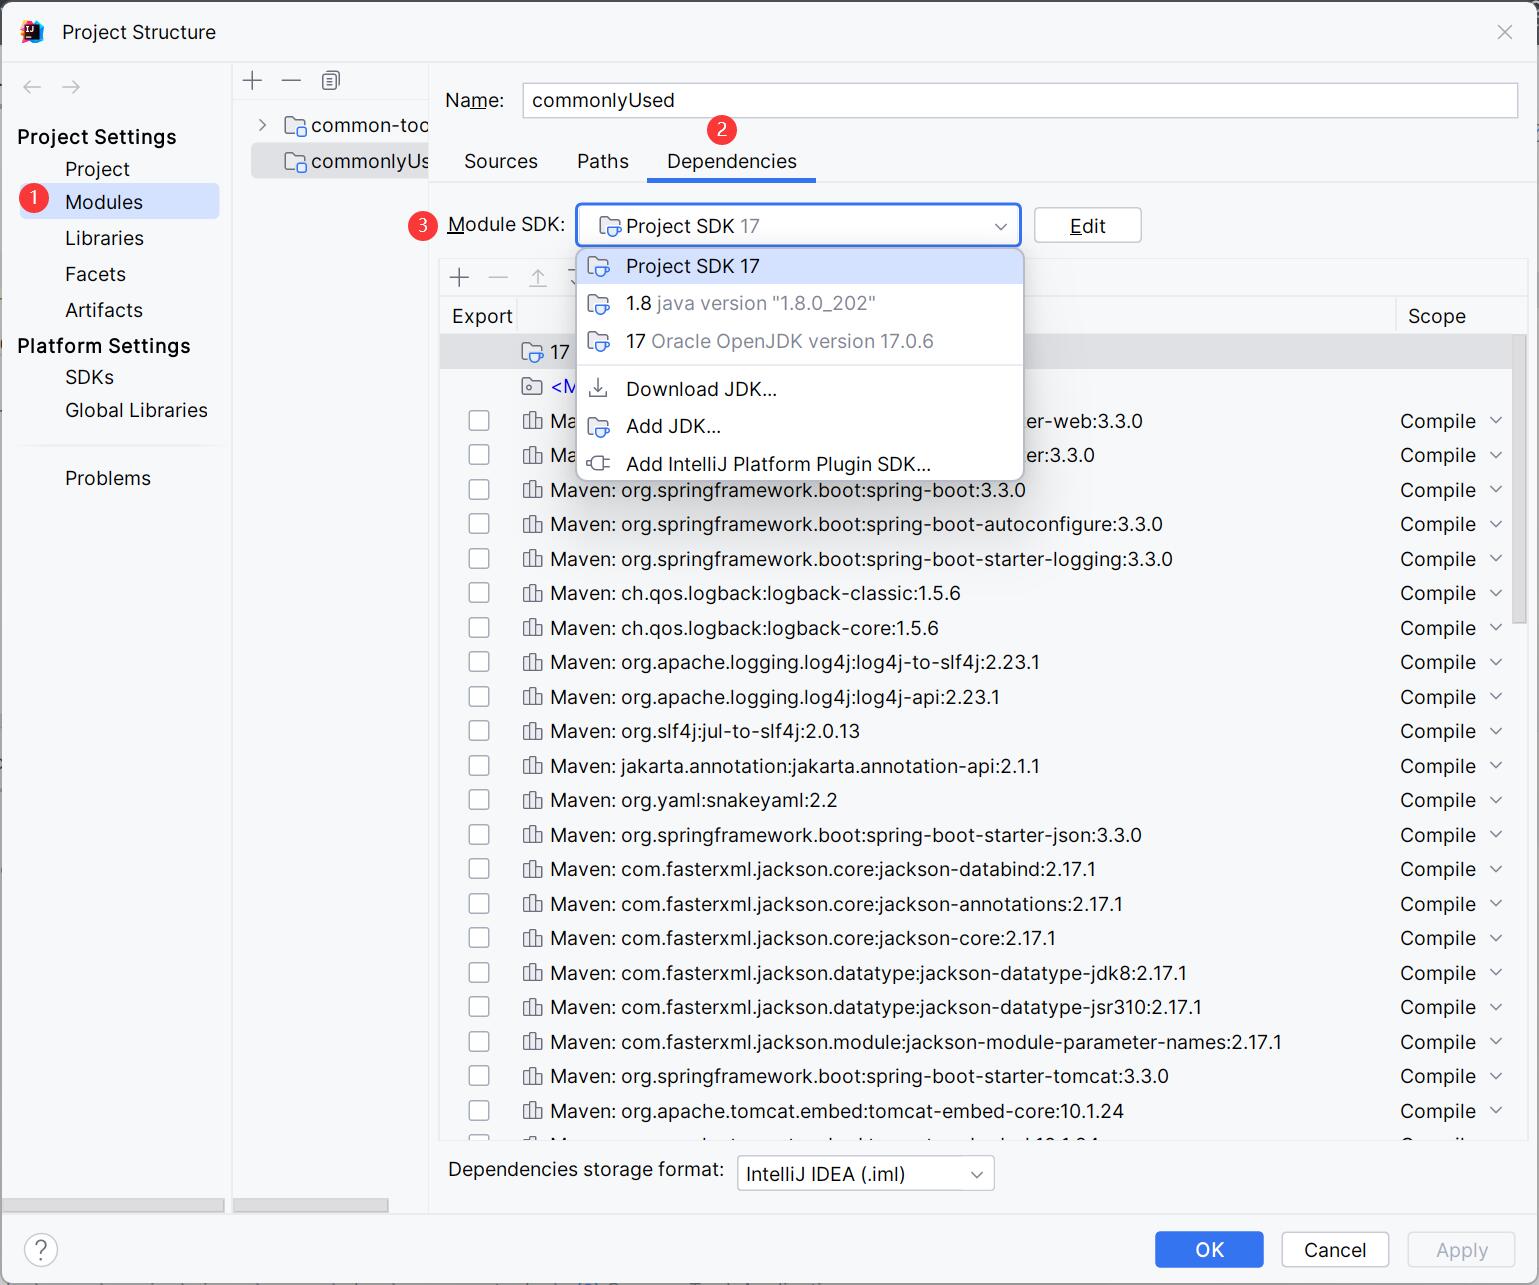 Project Structure
Project Settings
Project
1
Modules
Libraries
Facets
Artifacts
Platform Settings
SDKs
Global Libraries
Problems
common-too
commonlyUs
Name: commonlyUsed
2
Sources Paths Dependencies
3
Module SDK: Project SDK 17 Edit
Project SDK 17
1.8 java version "1.8.0_202"
17 Oracle OpenJDK version 17.0.6
Download JDK...
Add JDK...
Add IntelliJ Platform Plugin SDK...
Export Scope
17
<M
Ma er-web:3.3.0 Compile
Ma er:3.3.0 Compile
Maven: org.springframework.boot:spring-boot:3.3.0 Compile
Maven: org.springframework.boot:spring-boot-autoconfigure:3.3.0 Compile
Maven: org.springframework.boot:spring-boot-starter-logging:3.3.0 Compile
Maven: ch.qos.logback:logback-classic:1.5.6 Compile
Maven: ch.qos.logback:logback-core:1.5.6 Compile
Maven: org.apache.logging.log4j:log4j-to-slf4j:2.23.1 Compile
Maven: org.apache.logging.log4j:log4j-api:2.23.1 Compile
Maven: org.slf4j:jul-to-slf4j:2.0.13 Compile
Maven: jakarta.annotation:jakarta.annotation-api:2.1.1 Compile
Maven: org.yaml:snakeyaml:2.2 Compile
Maven: org.springframework.boot:spring-boot-starter-json:3.3.0 Compile
Maven: com.fasterxml.jackson.core:jackson-databind:2.17.1 Compile
Maven: com.fasterxml.jackson.core:jackson-annotations:2.17.1 Compile
Maven: com.fasterxml.jackson.core:jackson-core:2.17.1 Compile
Maven: com.fasterxml.jackson.datatype:jackson-datatype-jdk8:2.17.1 Compile
Maven: com.fasterxml.jackson.datatype:jackson-datatype-jsr310:2.17.1 Compile
Maven: com.fasterxml.jackson.module:jackson-module-parameter-names:2.17.1 Compile
Maven: org.springframework.boot:spring-boot-starter-tomcat:3.3.0 Compile
Maven: org.apache.tomcat.embed:tomcat-embed-core:10.1.24 Compile
Dependencies storage format: IntelliJ IDEA (.iml)
? OK Cancel Apply